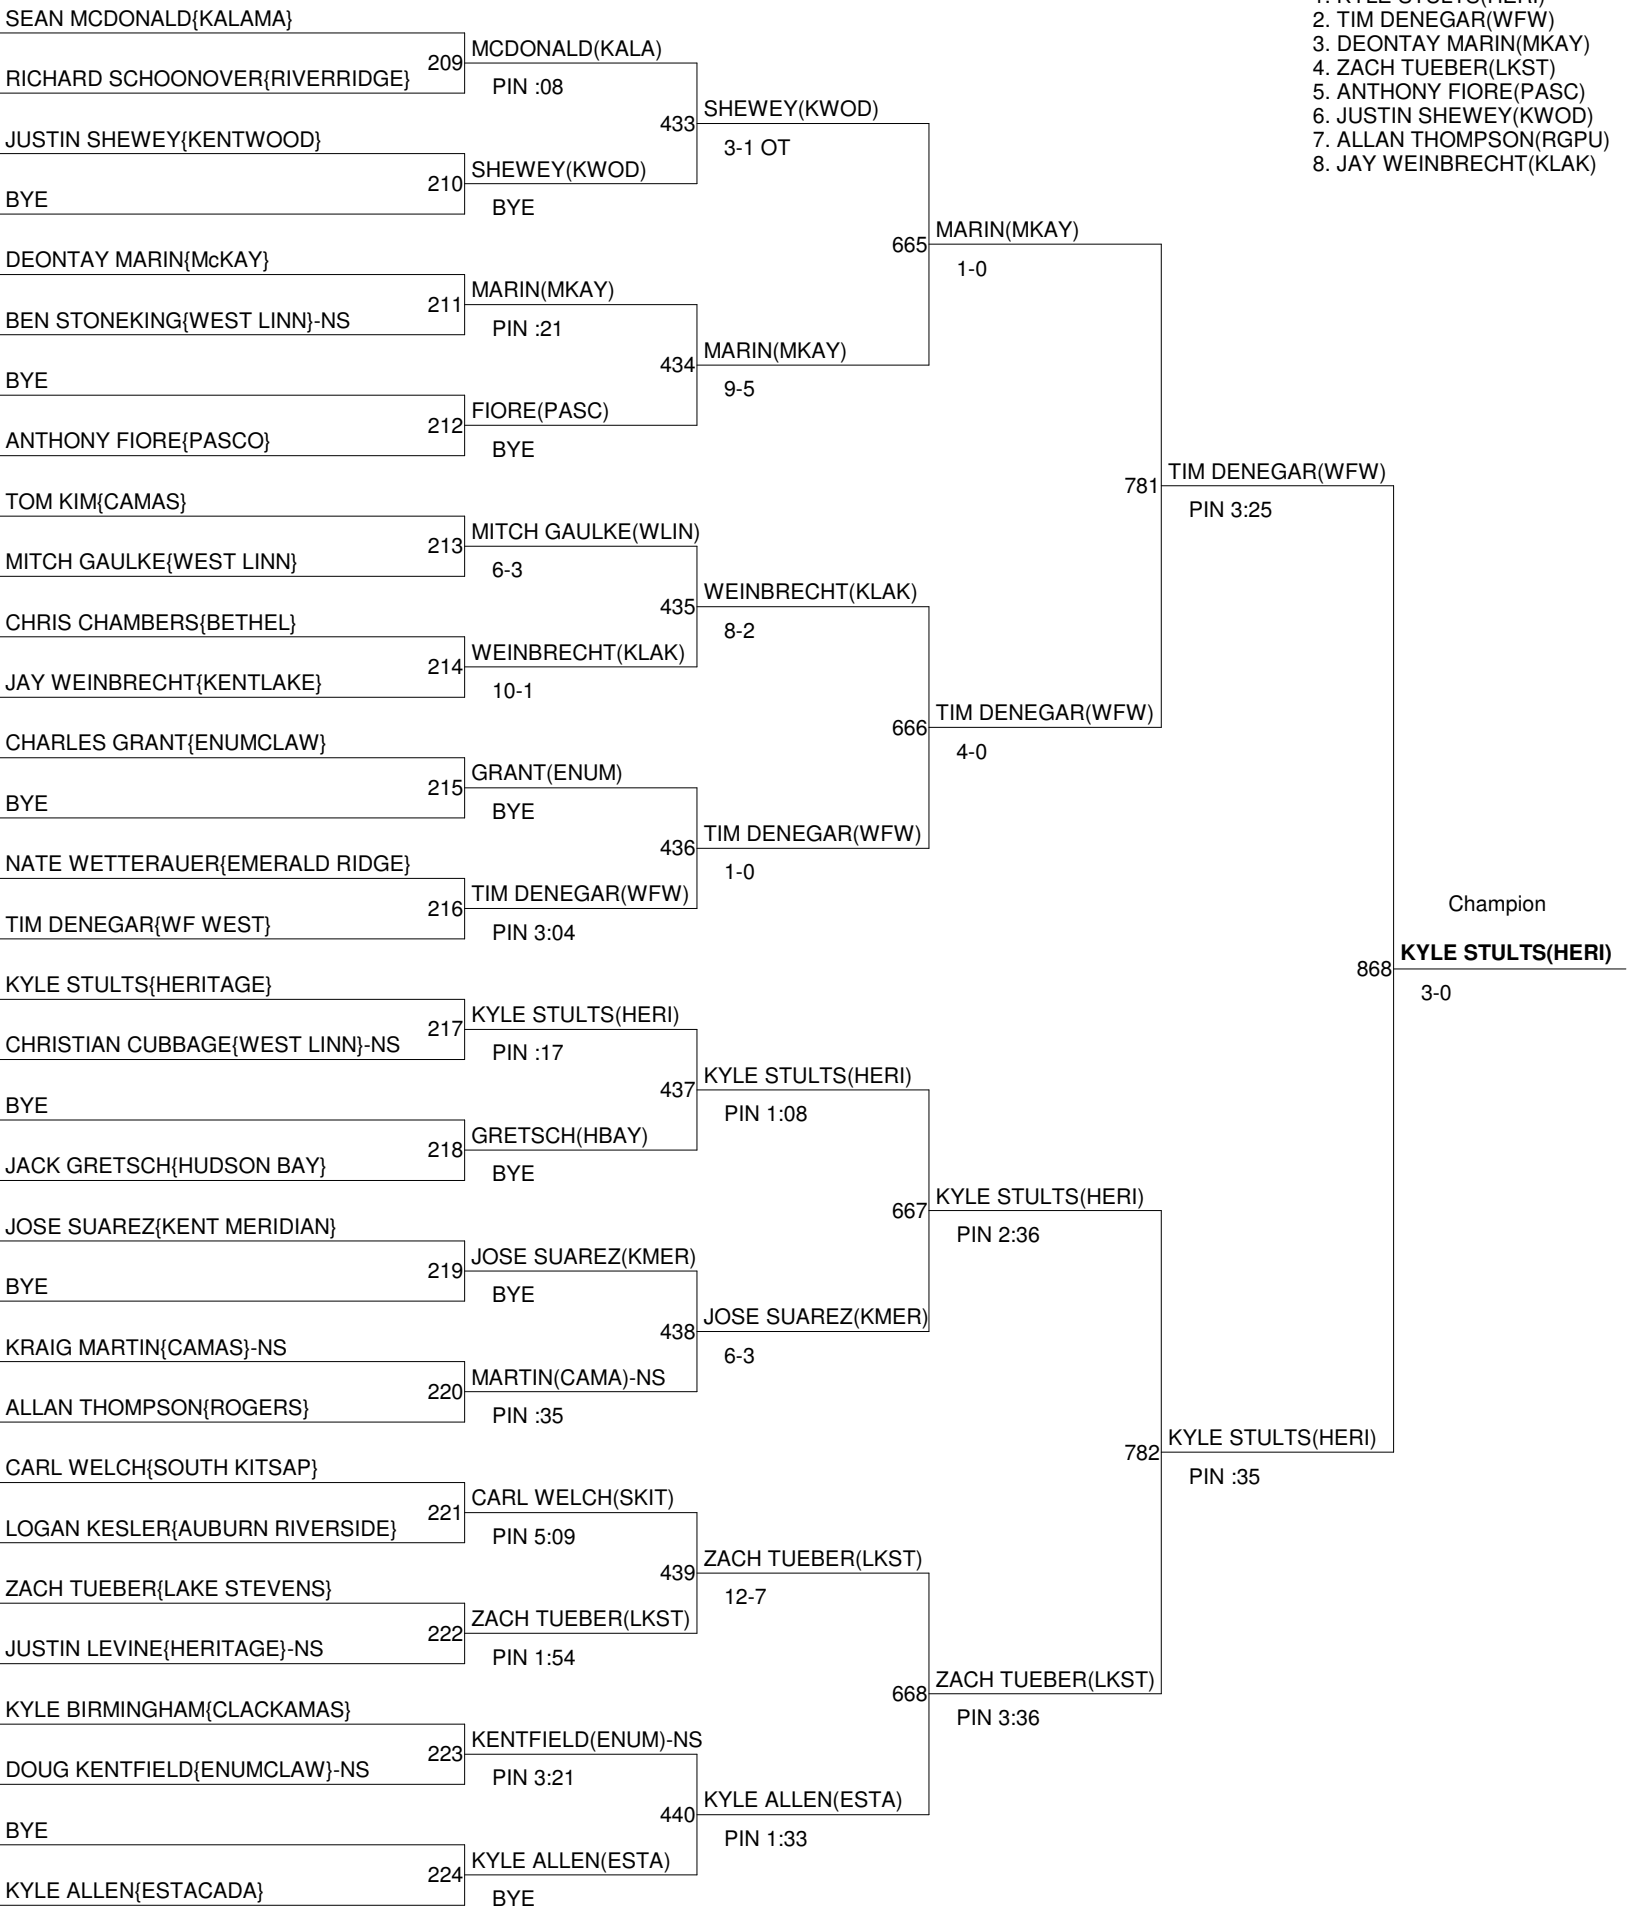 1. KYLE STULTS(HERI)
2. TIM DENEGAR(WFW)
3. DEONTAY MARIN(MKAY)
4. ZACH TUEBER(LKST)
5. ANTHONY FIORE(PASC)
6. JUSTIN SHEWEY(KWOD)
7. ALLAN THOMPSON(RGPU)
8. JAY WEINBRECHT(KLAK)
SEAN MCDONALD{KALAMA}
RICHARD SCHOONOVER{RIVERRIDGE}
JUSTIN SHEWEY{KENTWOOD}
BYE
DEONTAY MARIN{McKAY}
BEN STONEKING{WEST LINN}-NS
BYE
ANTHONY FIORE{PASCO}
TOM KIM{CAMAS}
MITCH GAULKE{WEST LINN}
CHRIS CHAMBERS{BETHEL}
JAY WEINBRECHT{KENTLAKE}
CHARLES GRANT{ENUMCLAW}
BYE
NATE WETTERAUER{EMERALD RIDGE}
TIM DENEGAR{WF WEST}
KYLE STULTS{HERITAGE}
CHRISTIAN CUBBAGE{WEST LINN}-NS
BYE
JACK GRETSCH{HUDSON BAY}
JOSE SUAREZ{KENT MERIDIAN}
BYE
KRAIG MARTIN{CAMAS}-NS
ALLAN THOMPSON{ROGERS}
CARL WELCH{SOUTH KITSAP}
LOGAN KESLER{AUBURN RIVERSIDE}
ZACH TUEBER{LAKE STEVENS}
JUSTIN LEVINE{HERITAGE}-NS
KYLE BIRMINGHAM{CLACKAMAS}
DOUG KENTFIELD{ENUMCLAW}-NS
BYE
KYLE ALLEN{ESTACADA}
209 MCDONALD(KALA)
PIN :08
210 SHEWEY(KWOD)
BYE
211 MARIN(MKAY)
PIN :21
212 FIORE(PASC)
BYE
213 MITCH GAULKE(WLIN)
6-3
214 WEINBRECHT(KLAK)
10-1
215 GRANT(ENUM)
BYE
216 TIM DENEGAR(WFW)
PIN 3:04
217 KYLE STULTS(HERI)
PIN :17
218 GRETSCH(HBAY)
BYE
219 JOSE SUAREZ(KMER)
BYE
220 MARTIN(CAMA)-NS
PIN :35
221 CARL WELCH(SKIT)
PIN 5:09
222 ZACH TUEBER(LKST)
PIN 1:54
223 KENTFIELD(ENUM)-NS
PIN 3:21
224 KYLE ALLEN(ESTA)
BYE
433 SHEWEY(KWOD)
3-1 OT
434 MARIN(MKAY)
9-5
435 WEINBRECHT(KLAK)
8-2
436 TIM DENEGAR(WFW)
1-0
437 KYLE STULTS(HERI)
PIN 1:08
438 JOSE SUAREZ(KMER)
6-3
439 ZACH TUEBER(LKST)
12-7
440 KYLE ALLEN(ESTA)
PIN 1:33
665 MARIN(MKAY)
1-0
666 TIM DENEGAR(WFW)
4-0
667 KYLE STULTS(HERI)
PIN 2:36
668 ZACH TUEBER(LKST)
PIN 3:36
781 TIM DENEGAR(WFW)
PIN 3:25
782 KYLE STULTS(HERI)
PIN :35
Champion
868 KYLE STULTS(HERI)
3-0